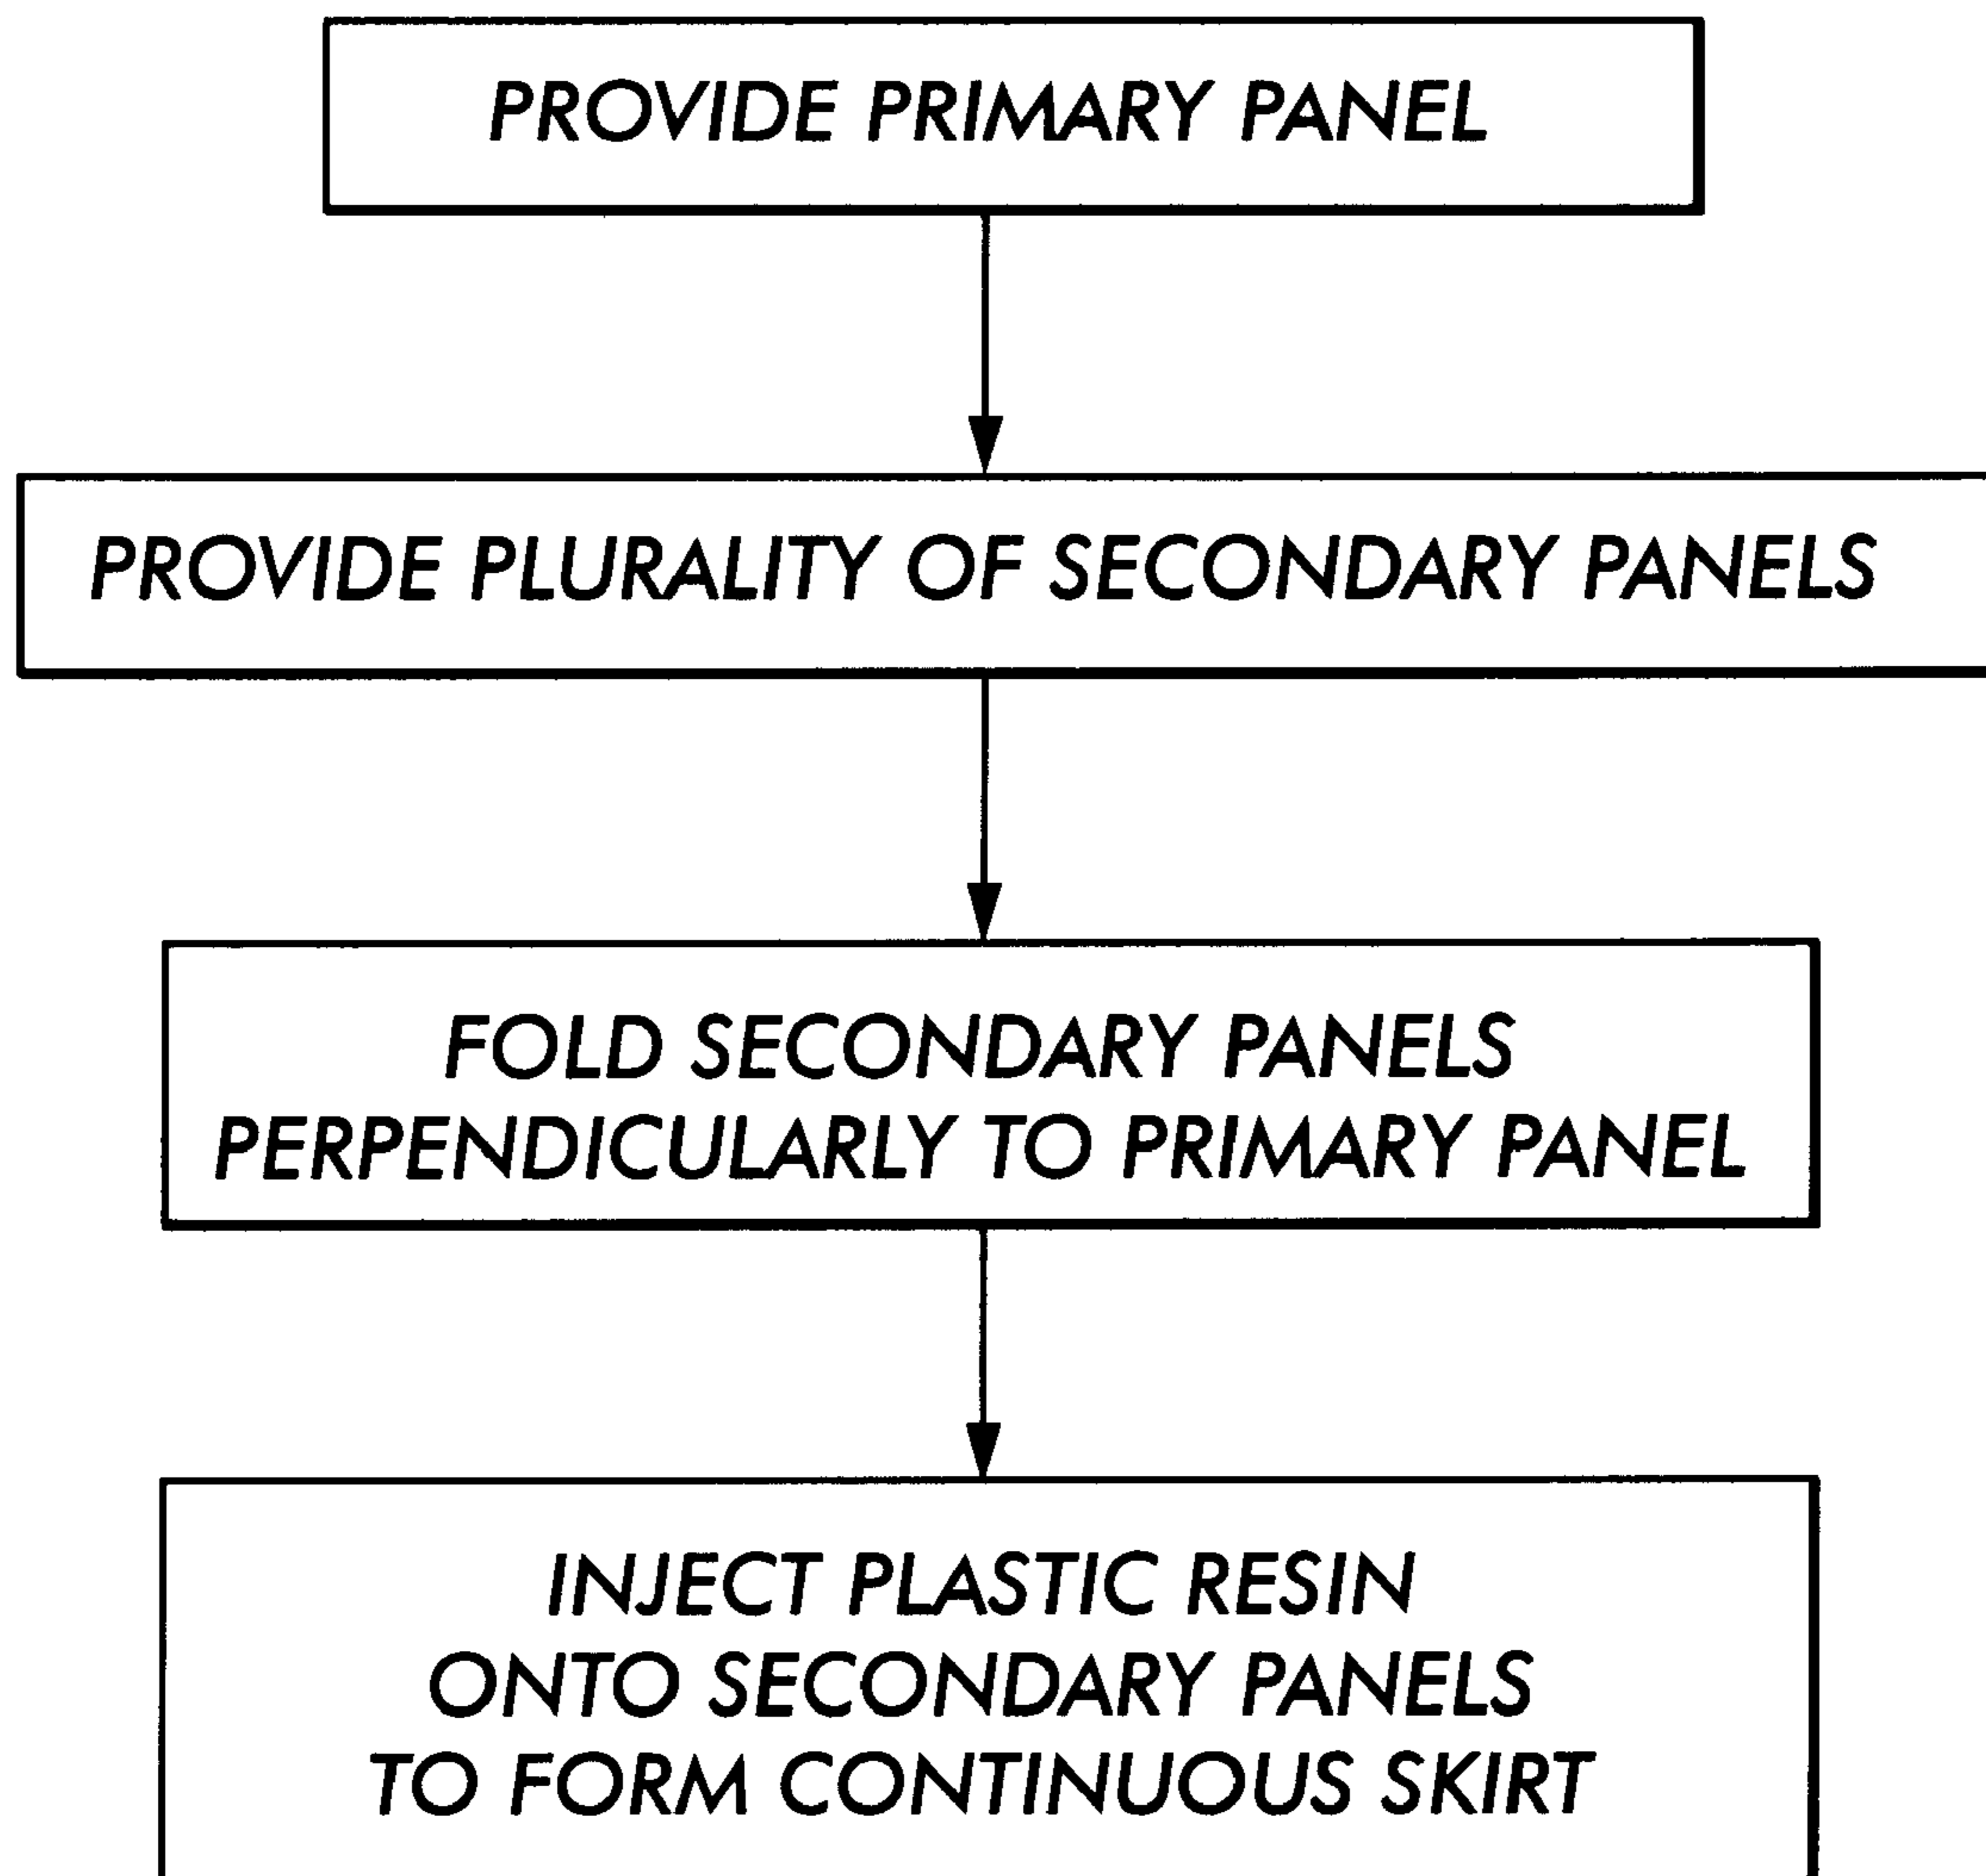 PROVIDE PRIMARY PANEL
PROVIDE PLURALITY OF SECONDARY PANELS
FOLD SECONDARY PANELS
PERPENDICULARLY TO PRIMARY PANEL
INJECT PLASTIC RESIN
ONTO SECONDARY PANELS
TO FORM CONTINUOUS SKIRT